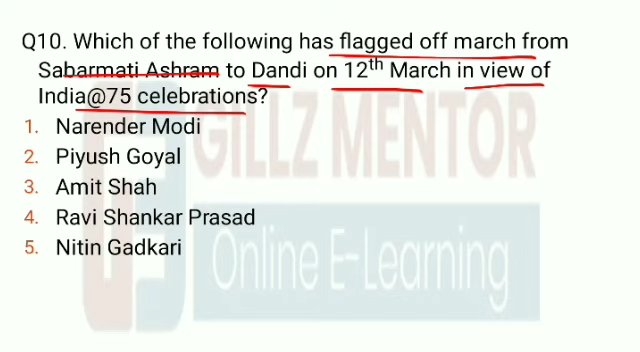 Q10. Which of the following has flagged off march from
Sabarmati Ashram to Dandi on 12th March in view of
India@75 celebrations?
1. Narender Modi
2. Piyush Goyal
3. Amit Shah
4. Ravi Shankar Prasad
5. Nitin Gadkari
GILLZ MENTOR
Online E-Learning